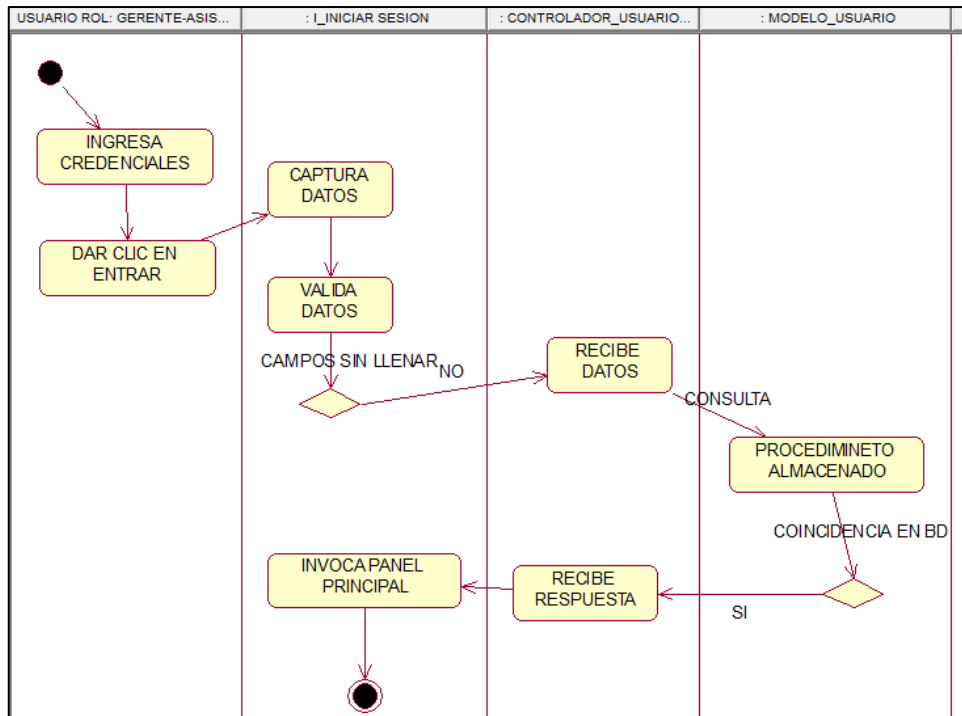 USUARIO ROL: GERENTE-ASIS...
: I_INICIAR SESION
: CONTROLADOR_USUARIO...
: MODELO_USUARIO
INGRESA
CREDENCIALES
DAR CLIC EN
ENTRAR
CAPTURA
DATOS
VALIDA
DATOS
CAMPOS SIN LLENAR
NO
RECIBE
DATOS
CONSULTA
PROCEDIMINETO
ALMACENADO
COINCIDENCIA EN BD
SI
RECIBE
RESPUESTA
INVOCA PANEL
PRINCIPAL